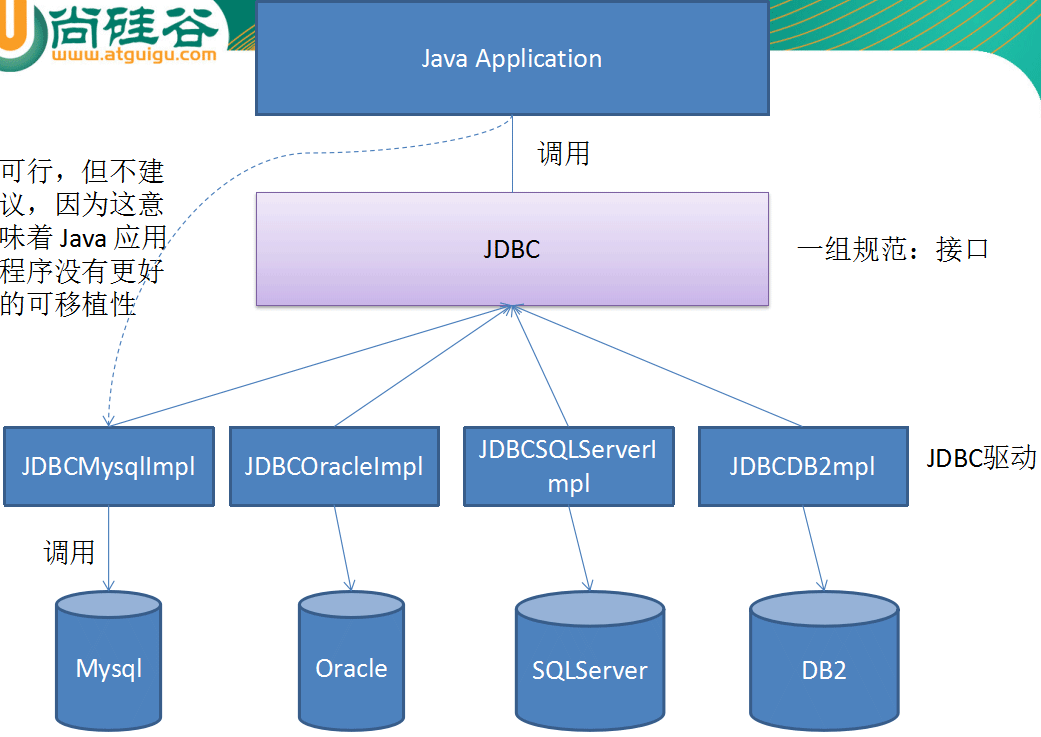 尚硅谷
www.atguigu.com
Java Application
调用
可行，但不建
议，因为这意
味着 Java 应用
程序没有更好
的可移植性
JDBC
一组规范：接口
JDBCMysqlImpl
JDBCOracleImpl
JDBCSQLServerI
mpl
JDBCDB2mpl
JDBC驱动
调用
Mysql
Oracle
SQLServer
DB2